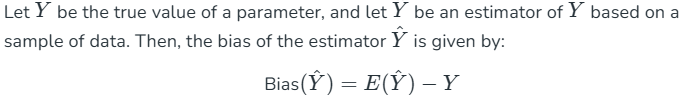 Let Y be the true value of a parameter, and let Y be an estimator of Y based on a
sample of data. Then, the bias of the estimator Ŷ is given by:
Bias(Ŷ) = E(Ŷ) – Y